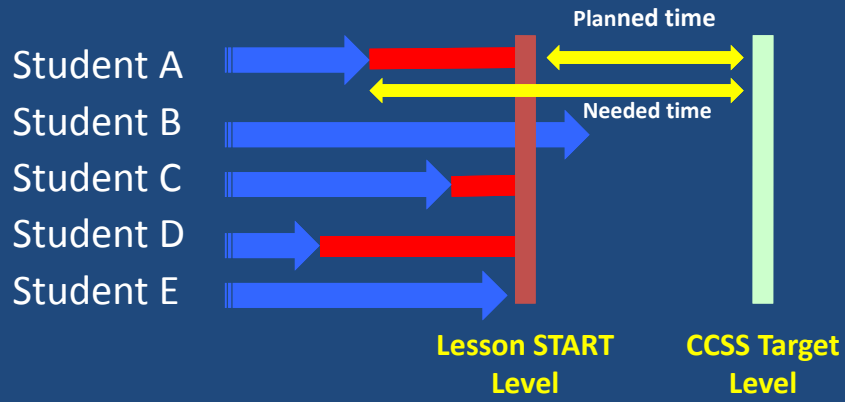 Planned time
Student A
Needed time
Student B
Student C
Student D
Student E
Lesson START
Level
CCSS Target
Level